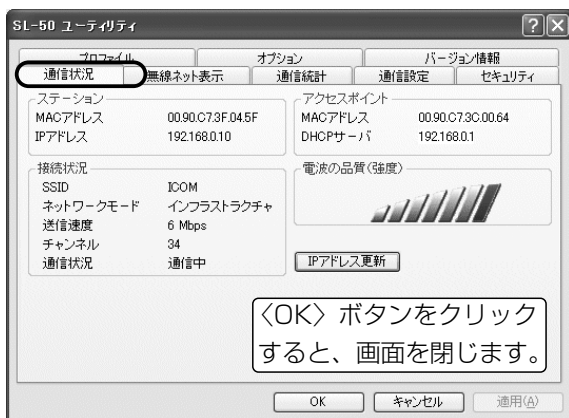 SL-50 ユーティリティ
プロファイル オプション バージョン情報
通信状況 無線ネット表示 通信統計 通信設定 セキュリティ
ステーション
MACアドレス 00.90.C7.3F.04.5F
IPアドレス 192.168.0.10
アクセスポイント
MACアドレス 00.90.C7.3C.00.64
DHCPサーバ 192.168.0.1
接続状況
SSID ICOM
ネットワークモード インフラストラクチャ
送信速度 6 Mbps
チャンネル 34
通信状況 通信中
電波の品質(強度)
IPアドレス更新
〈OK〉ボタンをクリック
すると、画面を閉じます。
OK キャンセル 適用(A)